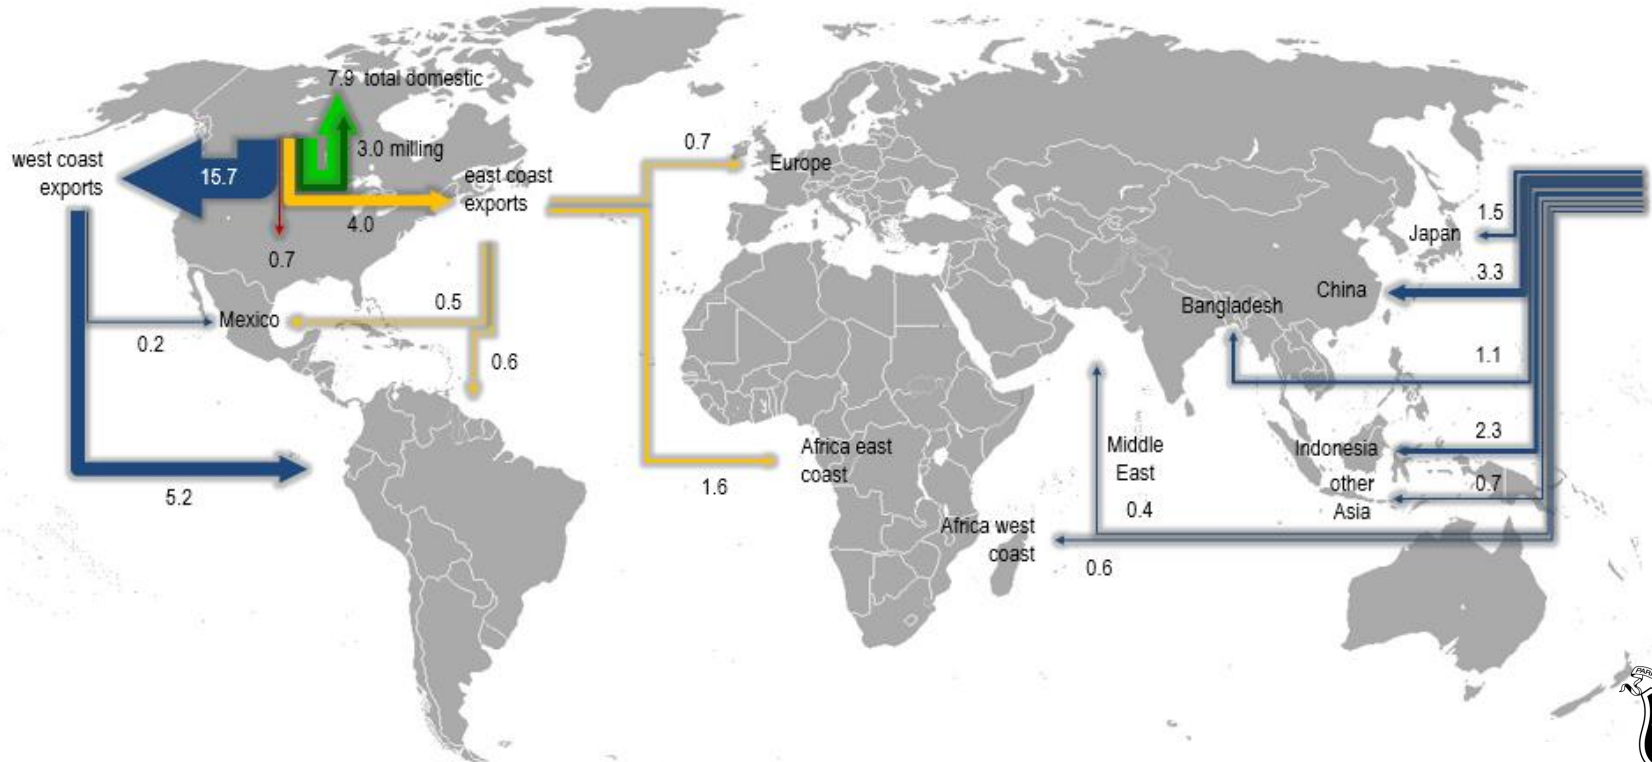 7.9 total domestic
3.0 milling
west coast
exports
15.7
4.0
east coast
exports
0.7
0.7
Europe
0.5
Mexico
0.2
0.6
5.2
Africa east
coast
1.6
Africa west
coast
0.6
Middle
East
0.4
1.5
Japan
3.3
China
Bangladesh
1.1
2.3
Indonesia
other
Asia
0.7